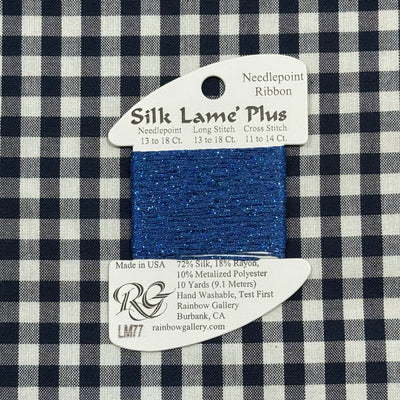 Needlepoint
Ribbon
Silk Lame' Plus
Needlepoint Long Stitch Cross Stitch
13 to 18 Ct. 13 to 18 Ct. 11 to 14 Ct.
Made in USA 72% Silk, 18% Rayon,
10% Metalized Polyester
10 Yards (9.1 Meters)
RG Hand Washable, Test First
Rainbow Gallery
Burbank, CA
LM77 rainbowgallery.com